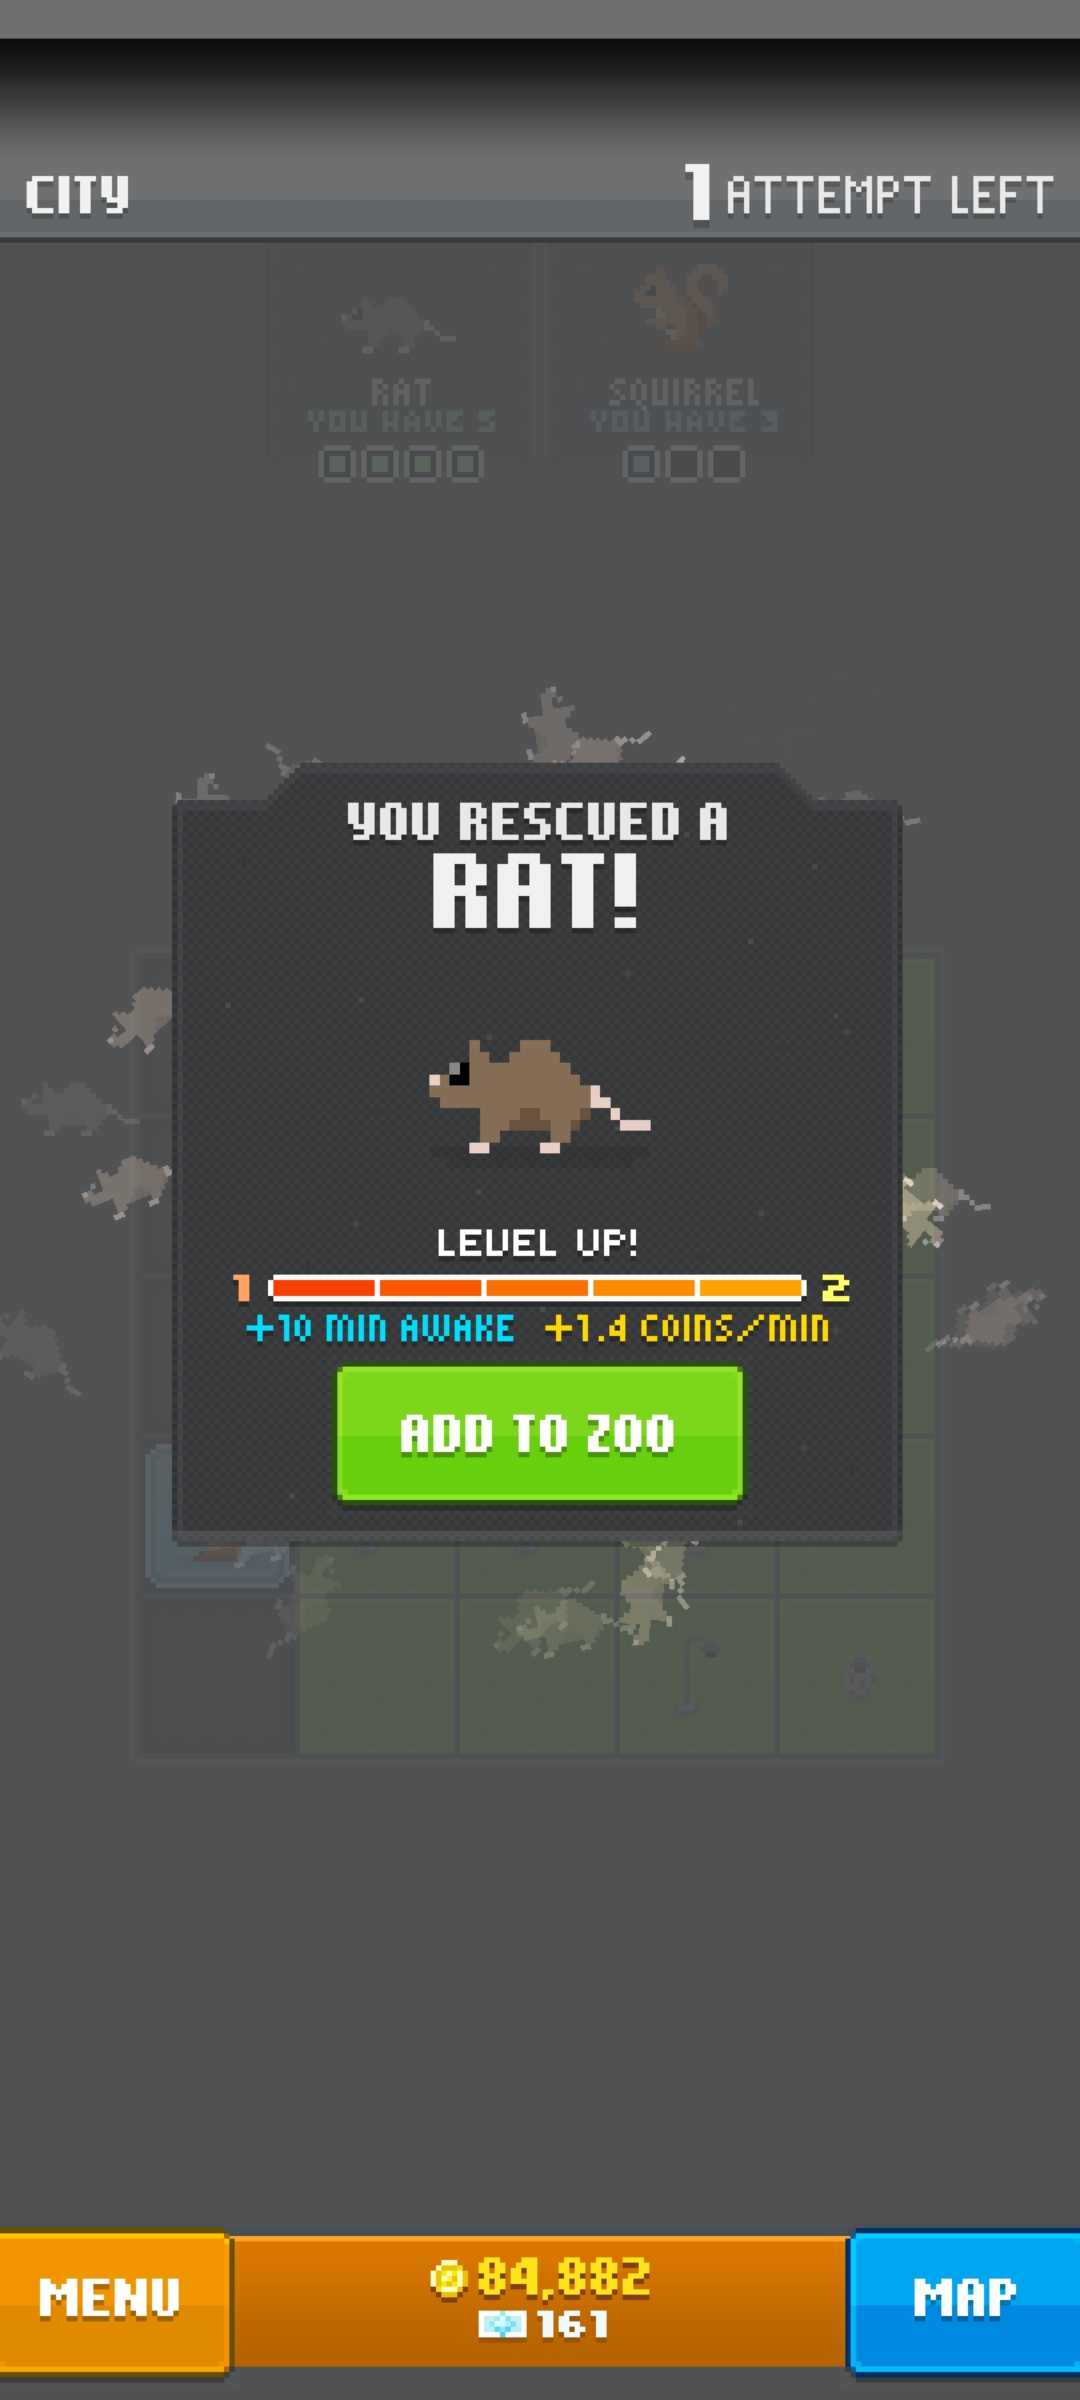 CITY
1 ATTEMPT LEFT
RAT
SQUIRREL
YOU HAVE 5
YOU HAVE 3
YOU RESCUED A
RAT!
LEVEL UP!
1
2
+10 MIN AWAKE +1.4 COINS/MIN
ADD TO ZOO
MENU
84,882
161
MAP